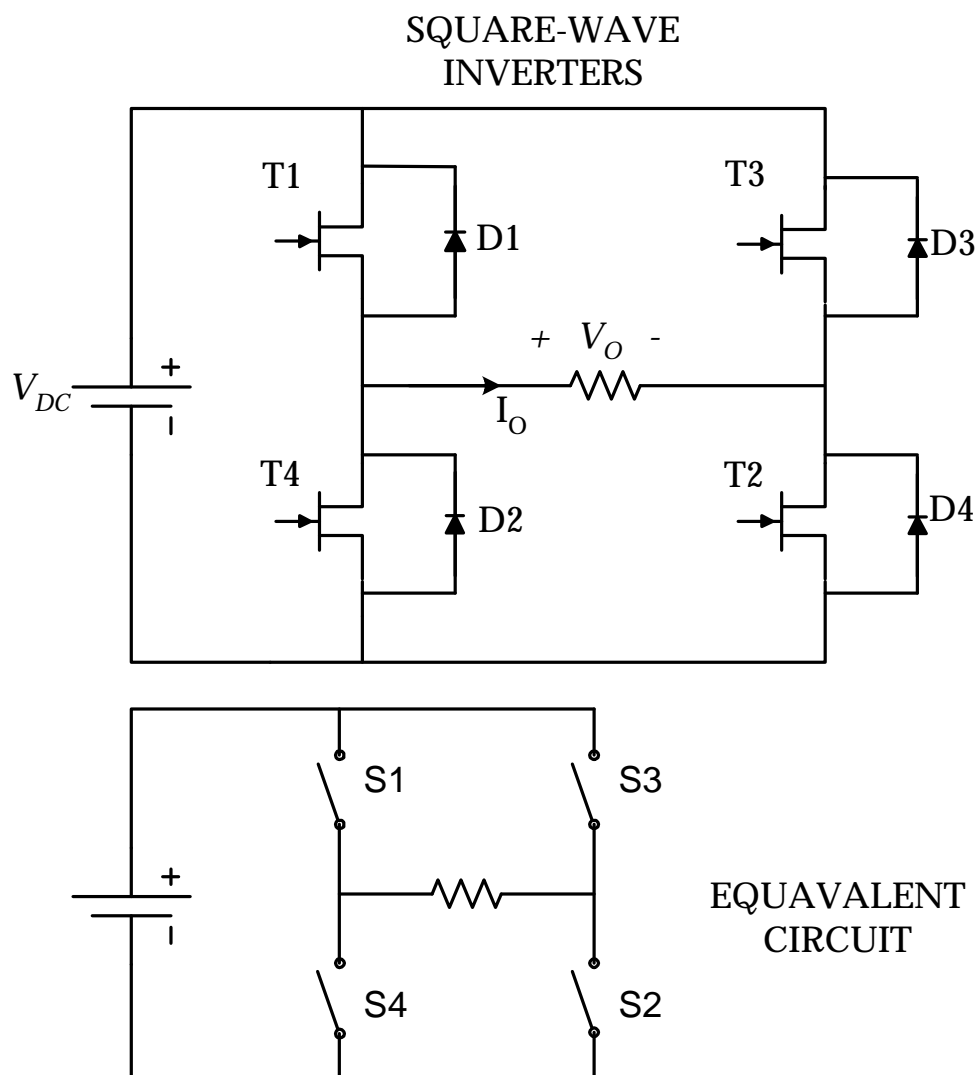 SQUARE-WAVE
INVERTERS
T1
T3
D1
D3
+ V_O -
+
V_DC
I_O
T4
T2
D2
D4
S1
S3
+
EQUAVALENT
CIRCUIT
S4
S2